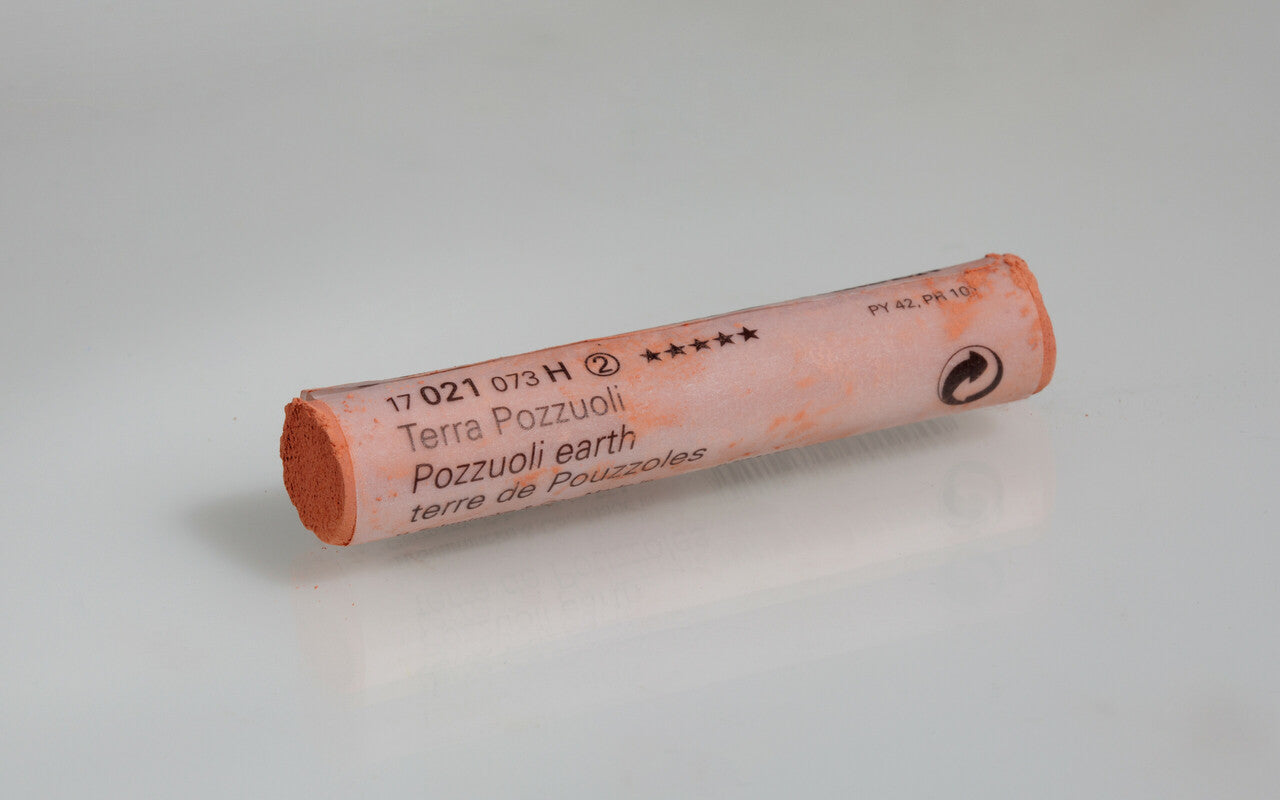 17 021 073 H ② ★★★★★
PY 42, PR 101
Terra Pozzuoli
Pozzuoli earth
terre de Pouzzoles